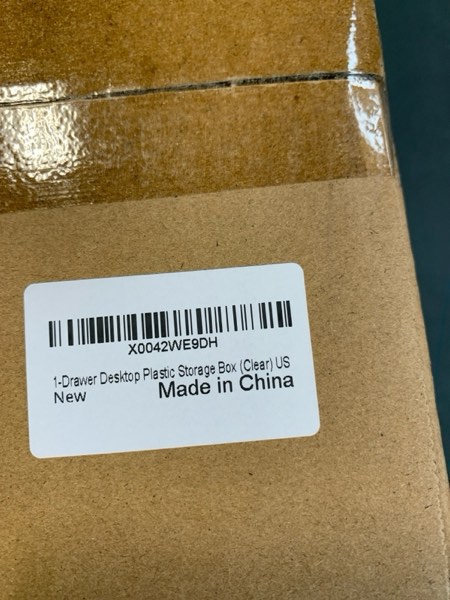 X0042WE9DH
1-Drawer Desktop Plastic Storage Box (Clear) US
New Made in China